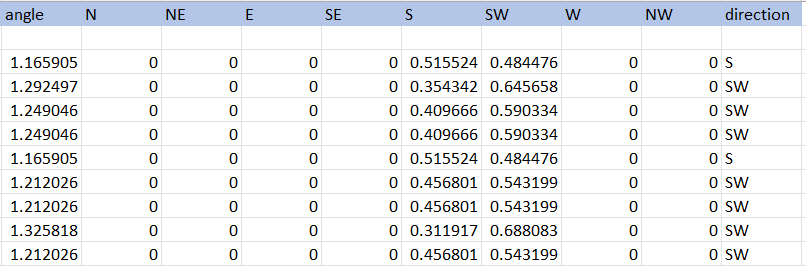 angle N NE E SE S SW W NW direction
1.165905 0 0 0 0 0.515524 0.484476 0 0 S
1.292497 0 0 0 0 0.354342 0.645658 0 0 SW
1.249046 0 0 0 0 0.409666 0.590334 0 0 SW
1.249046 0 0 0 0 0.409666 0.590334 0 0 SW
1.165905 0 0 0 0 0.515524 0.484476 0 0 S
1.212026 0 0 0 0 0.456801 0.543199 0 0 SW
1.212026 0 0 0 0 0.456801 0.543199 0 0 SW
1.325818 0 0 0 0 0.311917 0.688083 0 0 SW
1.212026 0 0 0 0 0.456801 0.543199 0 0 SW